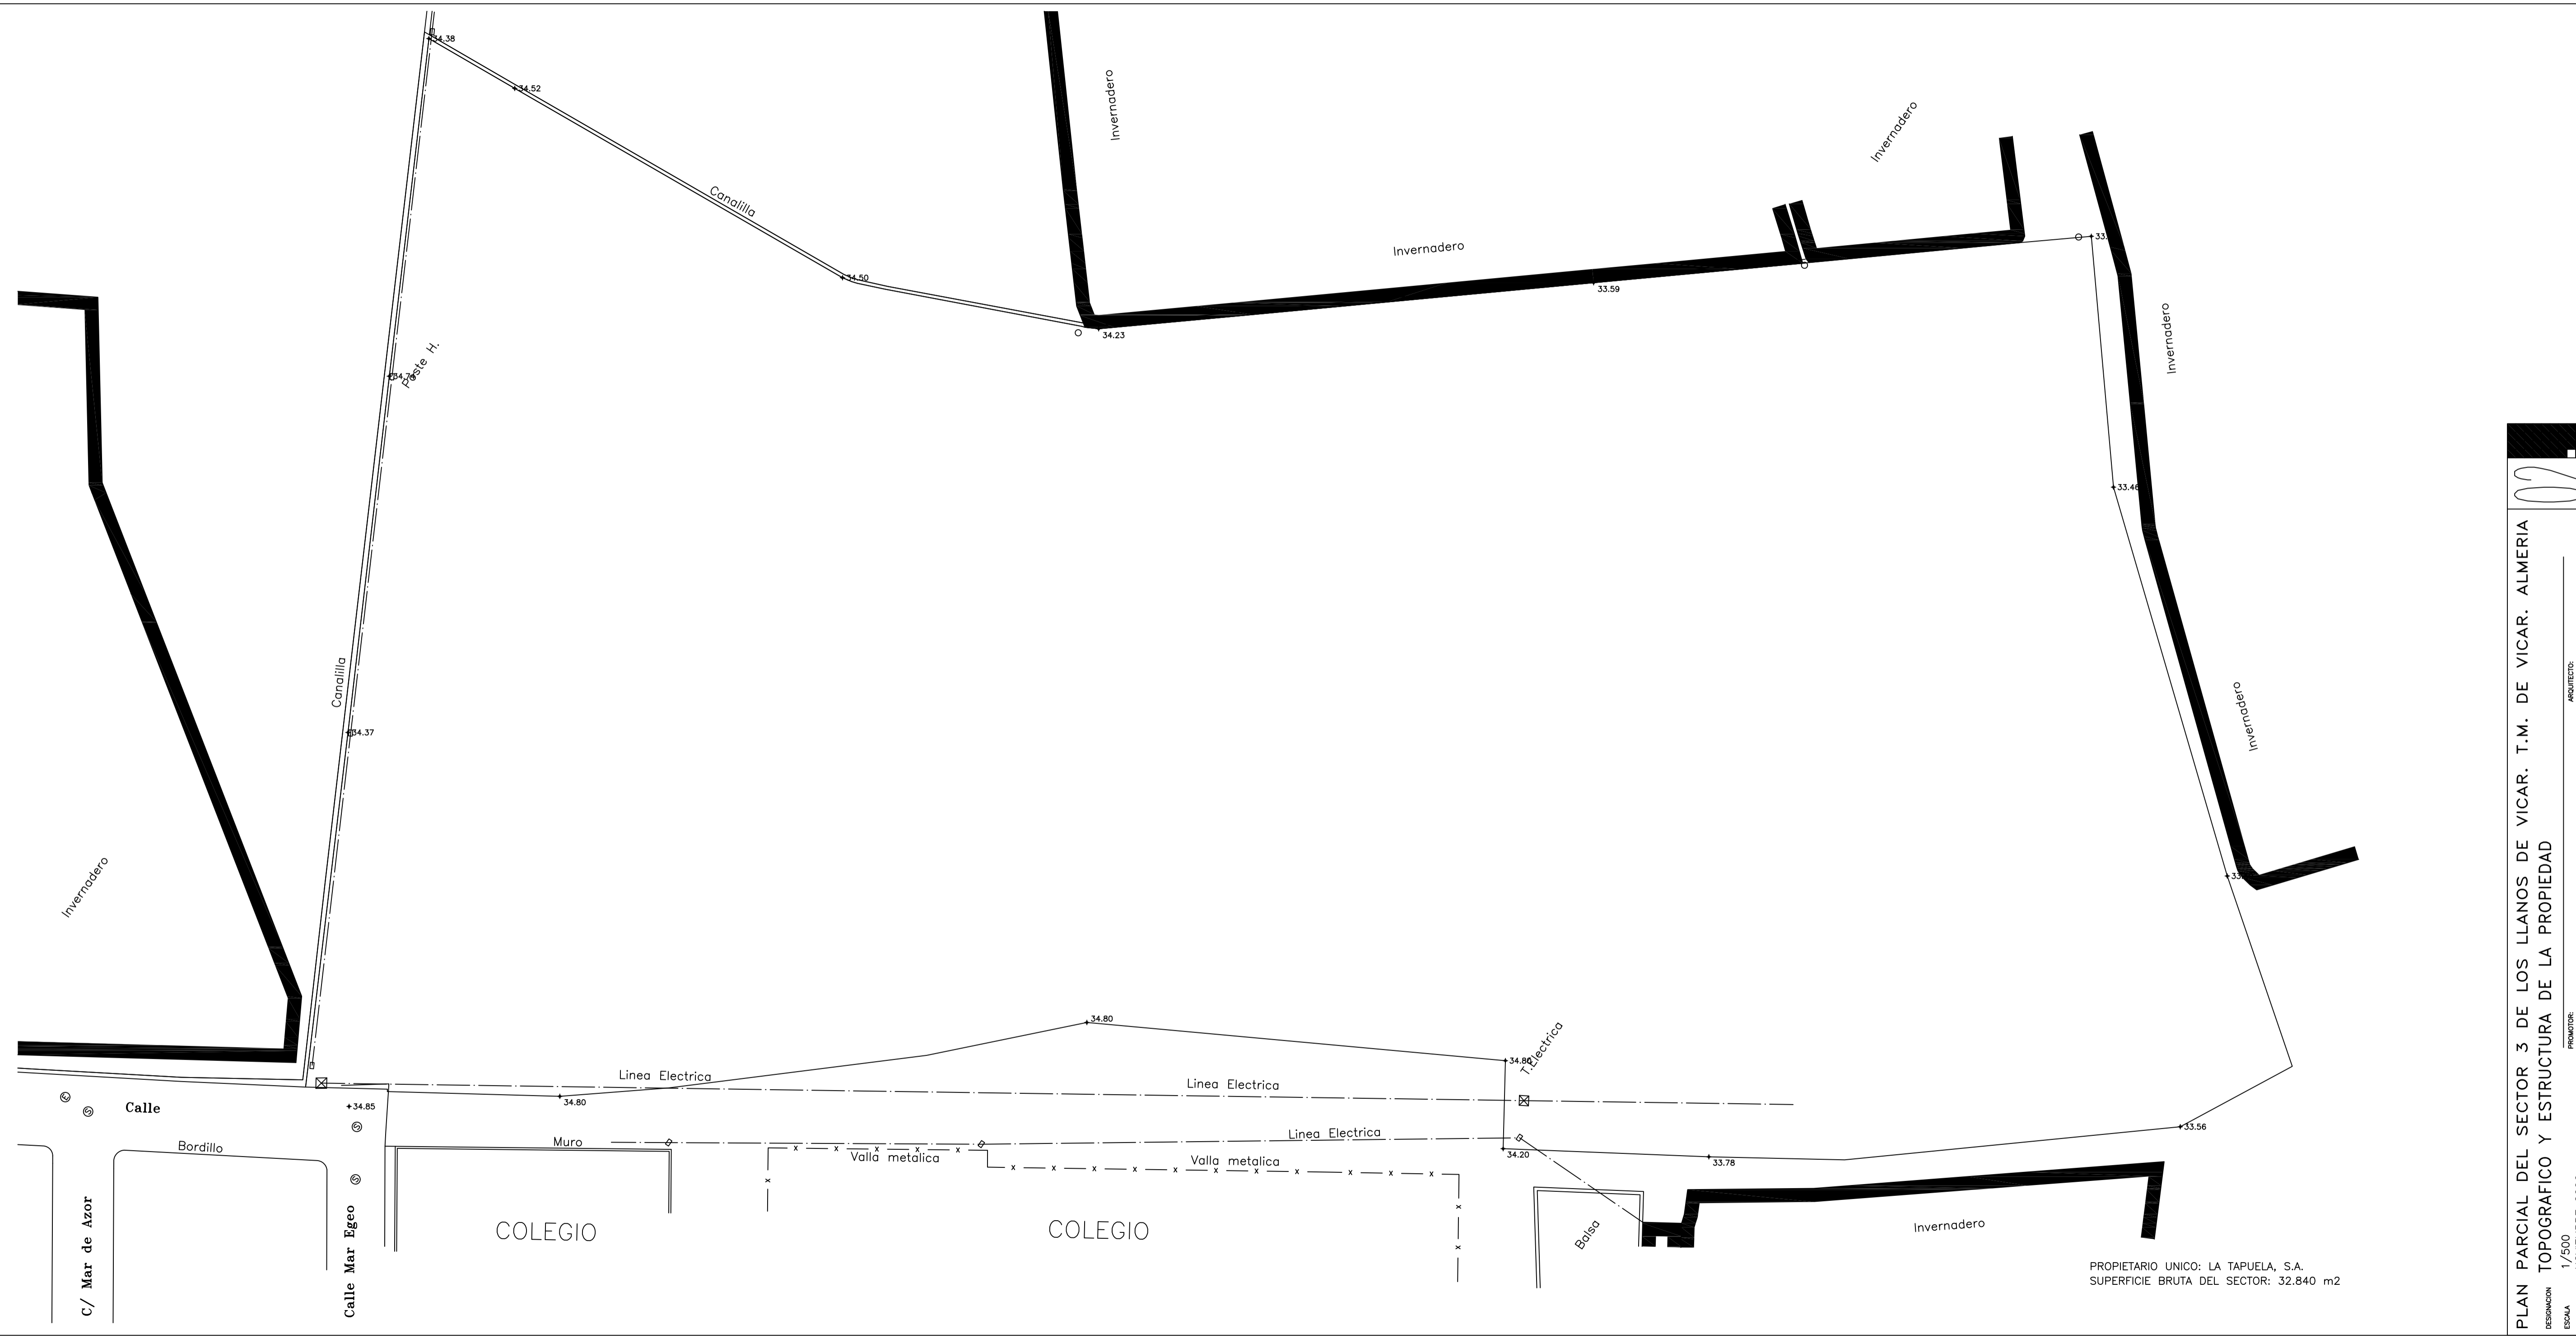 34.38
34.52
Canalilla
34.50
Invernadero
Invernadero
Invernadero
33.59
34.23
Poste H.
Invernadero
33.46
Canalilla
34.37
Invernadero
Invernadero
34.80
34.80
T.Electrica
Linea Electrica
Linea Electrica
34.80
34.85
E
S
Calle
S
Bordillo
Muro
Linea Electrica
Valla metalica
Valla metalica
34.20
33.78
33.56
S
C/ Mar de Azor
Calle Mar Egeo
COLEGIO
COLEGIO
Balsa
Invernadero
PROPIETARIO UNICO: LA TAPUELA, S.A.
SUPERFICIE BRUTA DEL SECTOR: 32.840 m2
02
PLAN PARCIAL DEL SECTOR 3 DE LOS LLANOS DE VICAR. T.M. DE VICAR. ALMERIA
DESIGNACION TOPOGRAFICO Y ESTRUCTURA DE LA PROPIEDAD
ESCALA 1/500
PROMOTOR:
ARQUITECTO: